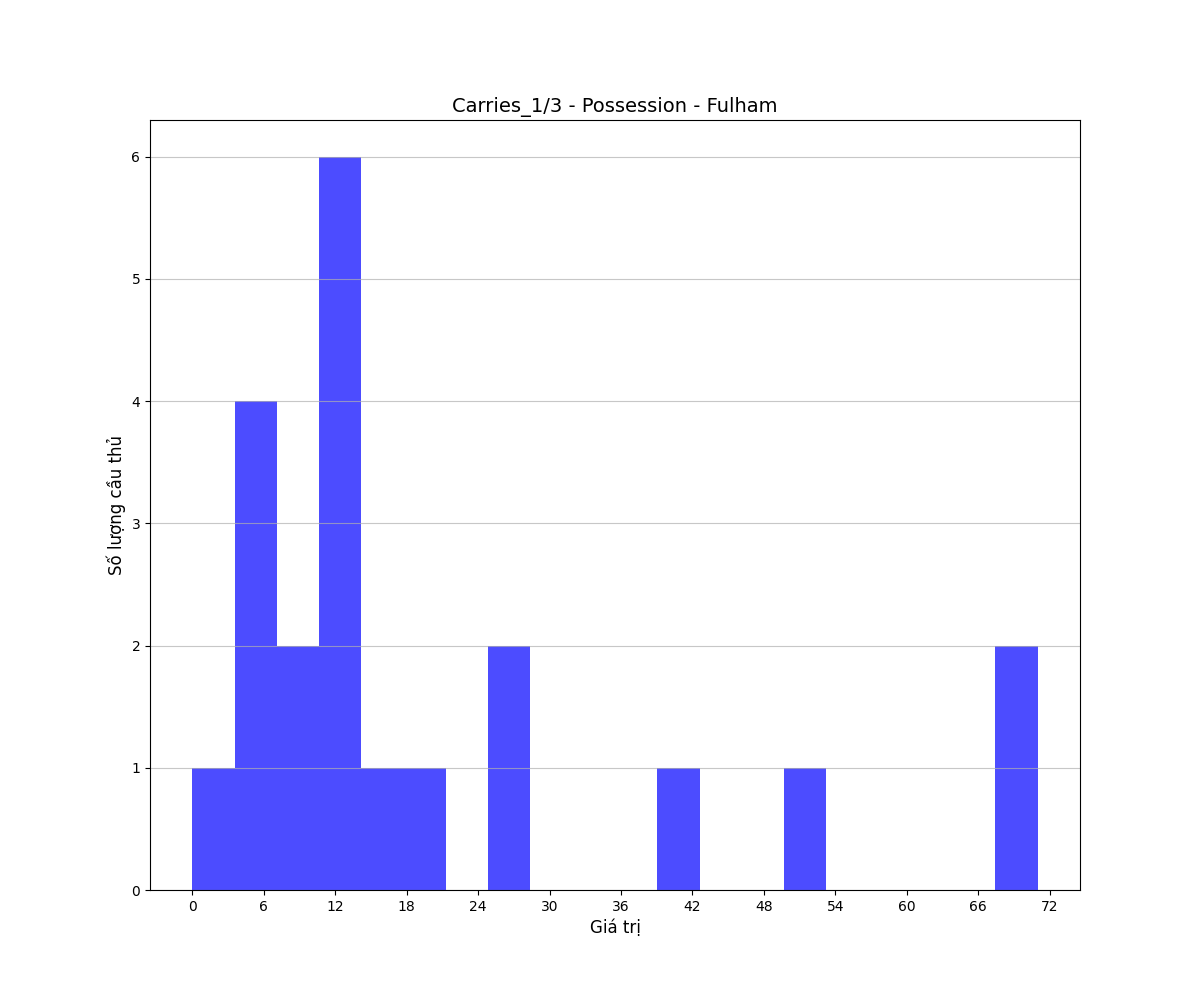 Carries_1/3 - Possession - Fulham
6
5
4
3
2
1
0
Số lượng cầu thủ
0 6 12 18 24 30 36 42 48 54 60 66 72
Giá trị